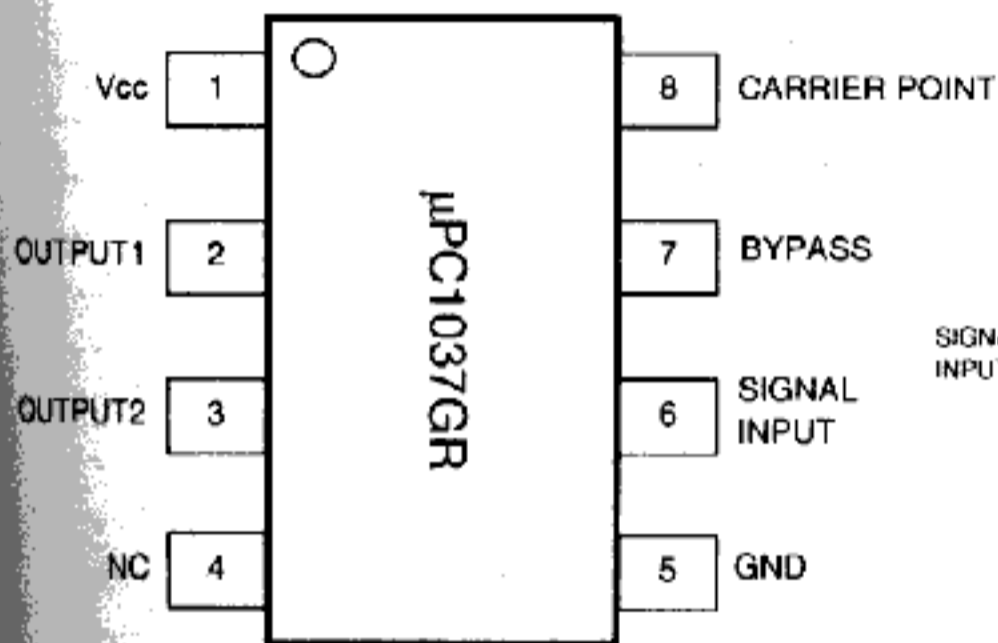 Vcc 1 8 CARRIER POINT
OUTPUT1 2 7 BYPASS
µPC1037GR
OUTPUT2 3 6 SIGNAL
INPUT
NC 4 5 GND
INPUT